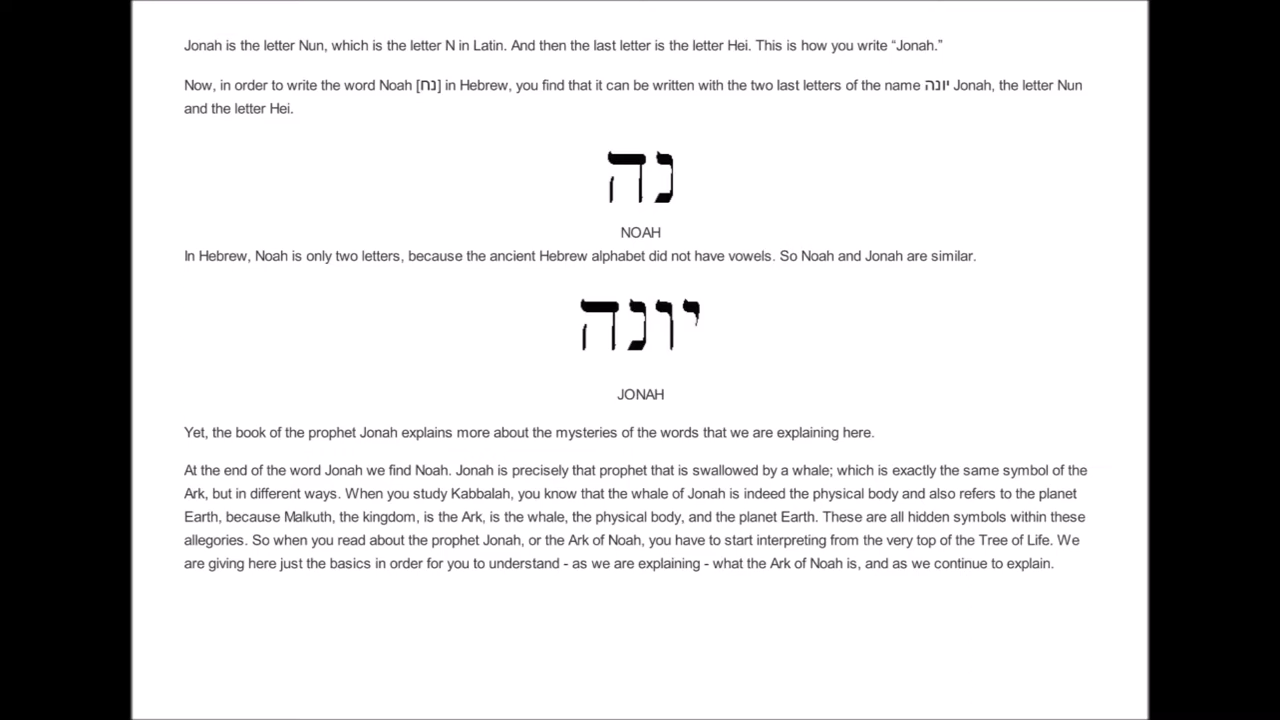 Jonah is the letter Nun, which is the letter N in Latin. And then the last letter is the letter Hei. This is how you write “Jonah.”
Now, in order to write the word Noah [נח] in Hebrew, you find that it can be written with the two last letters of the name יונה Jonah, the letter Nun
and the letter Hei.
נה
NOAH
In Hebrew, Noah is only two letters, because the ancient Hebrew alphabet did not have vowels. So Noah and Jonah are similar.
יונה
JONAH
Yet, the book of the prophet Jonah explains more about the mysteries of the words that we are explaining here.
At the end of the word Jonah we find Noah. Jonah is precisely that prophet that is swallowed by a whale; which is exactly the same symbol of the
Ark, but in different ways. When you study Kabbalah, you know that the whale of Jonah is indeed the physical body and also refers to the planet
Earth, because Malkuth, the kingdom, is the Ark, is the whale, the physical body, and the planet Earth. These are all hidden symbols within these
allegories. So when you read about the prophet Jonah, or the Ark of Noah, you have to start interpreting from the very top of the Tree of Life. We
are giving here just the basics in order for you to understand - as we are explaining - what the Ark of Noah is, and as we continue to explain.